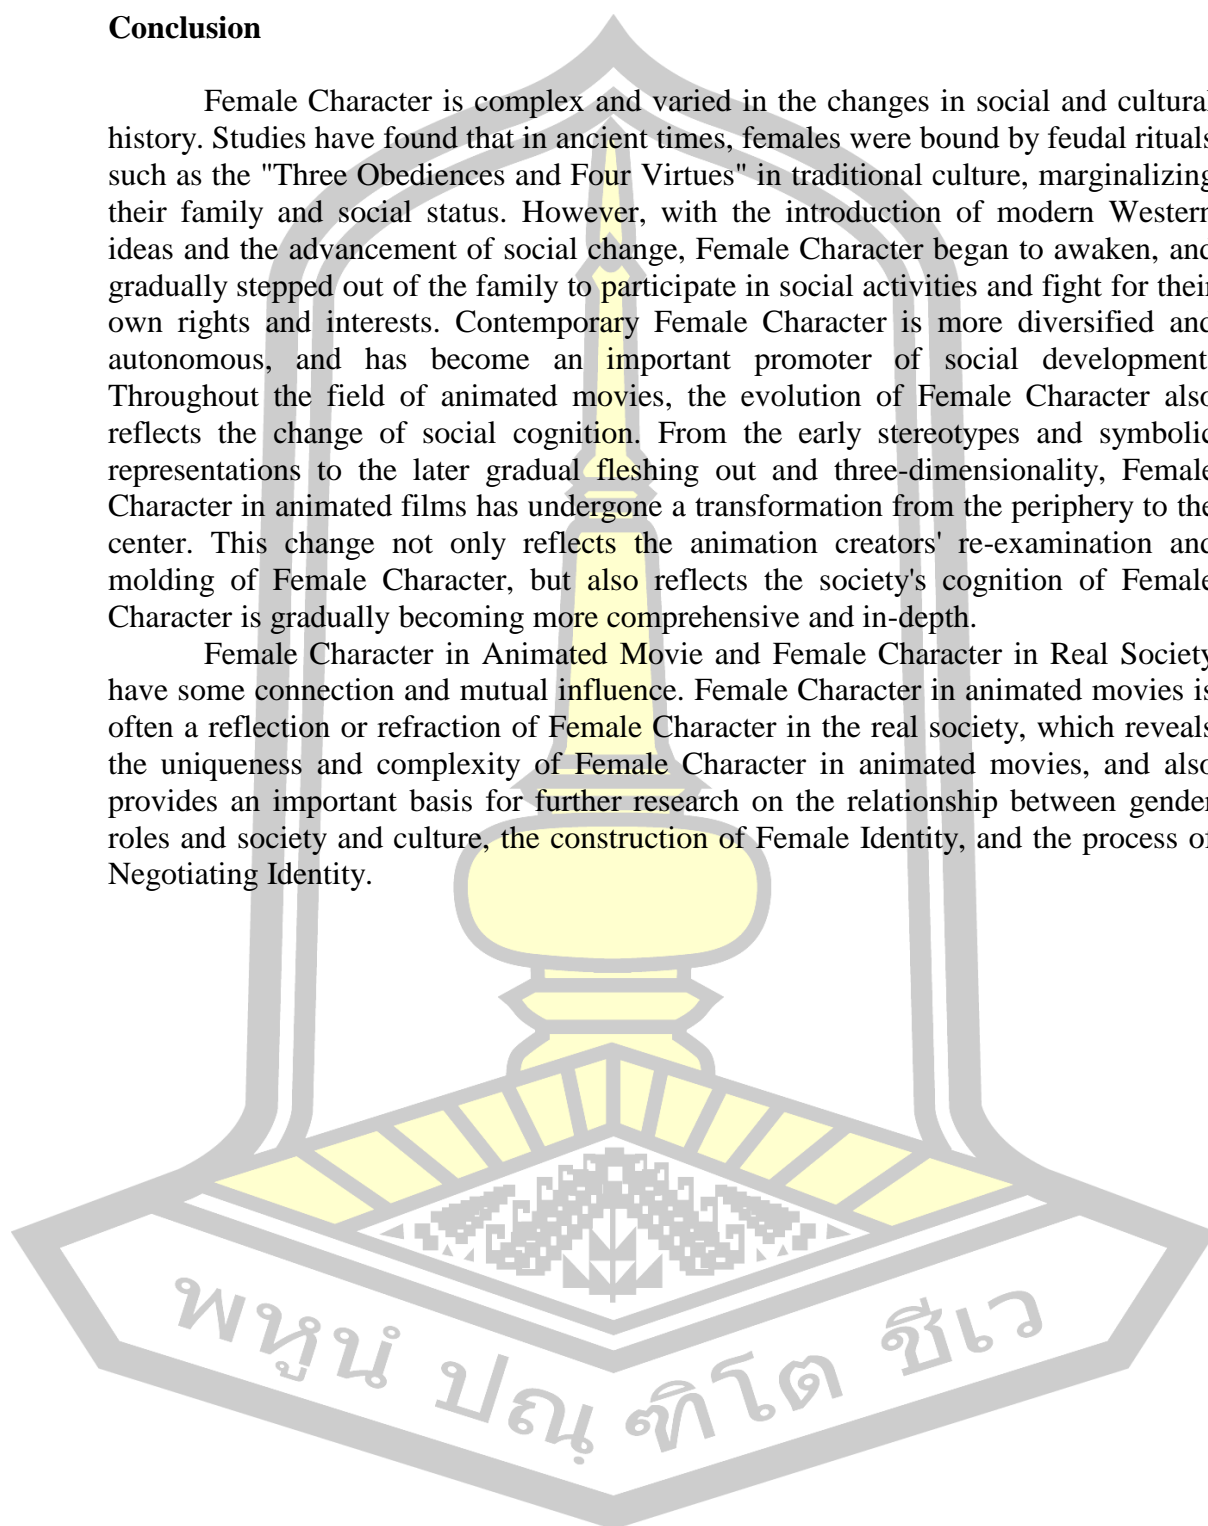 Conclusion
Female Character is complex and varied in the changes in social and cultural
history. Studies have found that in ancient times, females were bound by feudal rituals
such as the "Three Obediences and Four Virtues" in traditional culture, marginalizing
their family and social status. However, with the introduction of modern Western
ideas and the advancement of social change, Female Character began to awaken, and
gradually stepped out of the family to participate in social activities and fight for their
own rights and interests. Contemporary Female Character is more diversified and
autonomous, and has become an important promoter of social development
Throughout the field of animated movies, the evolution of Female Character also
reflects the change of social cognition. From the early stereotypes and symbolic
representations to the later gradual fleshing out and three-dimensionality, Female
Character in animated films has undergone a transformation from the periphery to the
center. This change not only reflects the animation creators' re-examination and
molding of Female Character, but also reflects the society's cognition of Female
Character is gradually becoming more comprehensive and in-depth.
Female Character in Animated Movie and Female Character in Real Society
have some connection and mutual influence. Female Character in animated movies is
often a reflection or refraction of Female Character in the real society, which reveals
the uniqueness and complexity of Female Character in animated movies, and also
provides an important basis for further research on the relationship between gender
roles and society and culture, the construction of Female Identity, and the process of
Negotiating Identity.
พหูนํ ปณฺ ฑิโต ชีเว